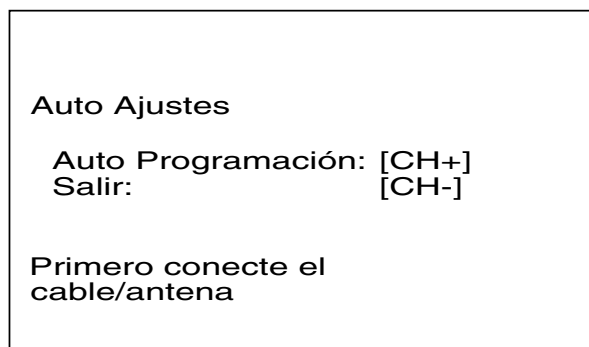 Auto Ajustes
Auto Programación: [CH+]
Salir: [CH-]
Primero conecte el
cable/antena